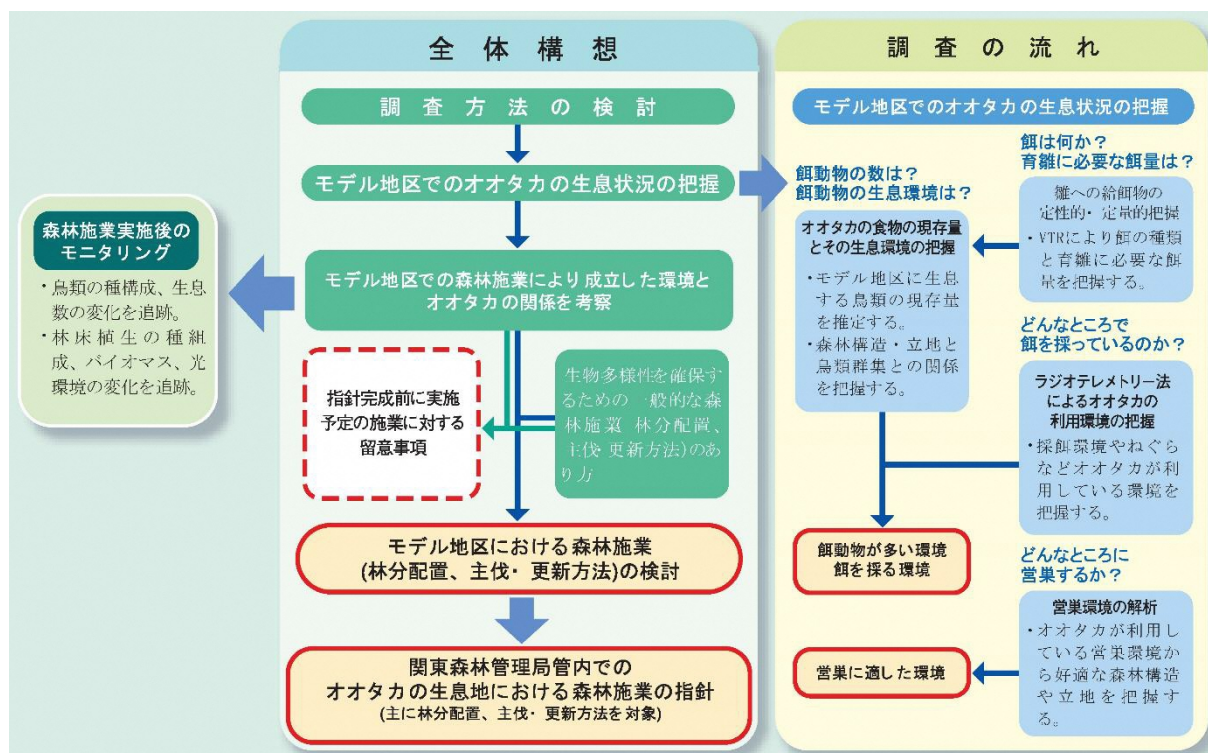 全体構想
調査方法の検討
モデル地区でのオオタカの生息状況の把握
モデル地区での森林施業により成立した環境と
オオタカの関係を考察
指針完成前に実施
予定の施業に対する
留意事項
生物多様性を確保す
るための一般的な森
林施業 林分配置、
主伐・更新方法)のあ
り方
モデル地区における森林施業
(林分配置、主伐・更新方法)の検討
関東森林管理局管内での
オオタカの生息地における森林施業の指針
(主に林分配置、主伐・更新方法を対象)
森林施業実施後の
モニタリング
・鳥類の種構成、生息
数の変化を追跡。
・林床植生の種組
成、バイオマス、光
環境の変化を追跡。
調査の流れ
モデル地区でのオオタカの生息状況の把握
餌動物の数は?
餌動物の生息環境は?
オオタカの食物の現存量
とその生息環境の把握
・モデル地区に生息
する鳥類の現存量
を推定する。
・森林構造・立地と
鳥類群集との関係
を把握する。
餌は何か?
育雛に必要な餌量は?
雛への給餌物の
定性的・定量的把握
・VTRにより餌の種類
と育雛に必要な餌
量を把握する。
どんなところで
餌を採っているのか?
ラジオテレメトリー法
によるオオタカの
利用環境の把握
・採餌環境やねぐら
などオオタカが利
用している環境を
把握する。
餌動物が多い環境
餌を採る環境
どんなところに
営巣するか?
営巣環境の解析
・オオタカが利用し
ている営巣環境か
ら好適な森林構造
や立地を把握す
る。
営巣に適した環境